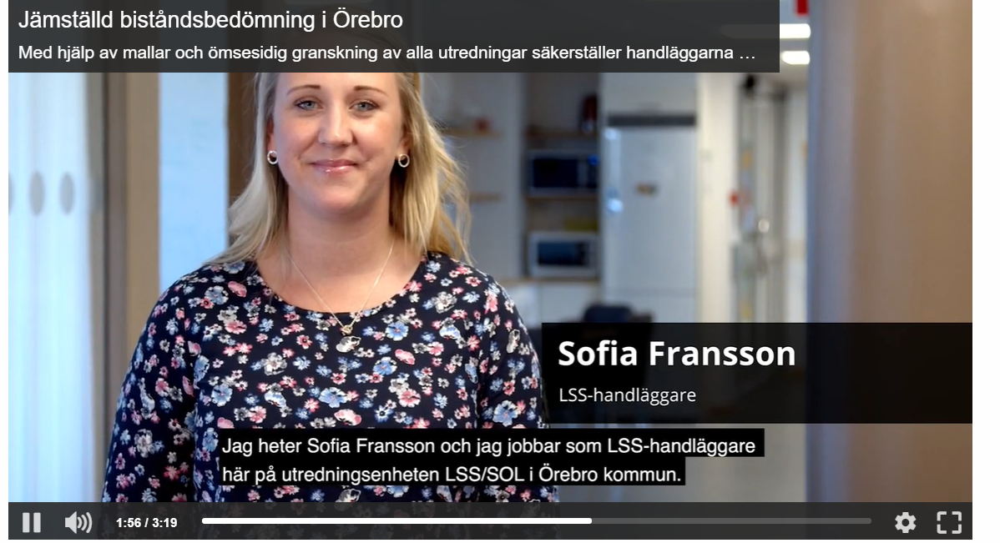 Jämställd biståndsbedömning i Örebro
Med hjälp av mallar och ömsesidig granskning av alla utredningar säkerställer handläggarna …
Sofia Fransson
LSS-handläggare
Jag heter Sofia Fransson och jag jobbar som LSS-handläggare
här på utredningsenheten LSS/SOL i Örebro kommun.
1:56 / 3:19